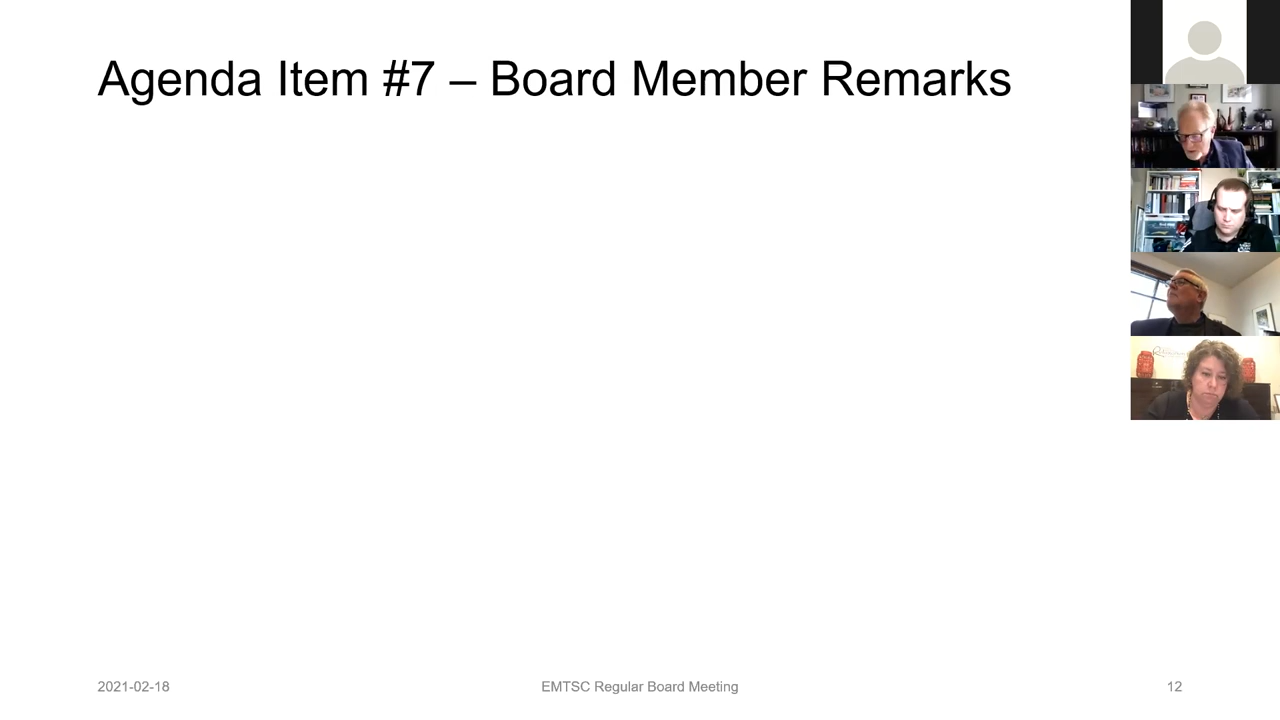 Agenda Item #7 – Board Member Remarks
2021-02-18
EMTSC Regular Board Meeting
12